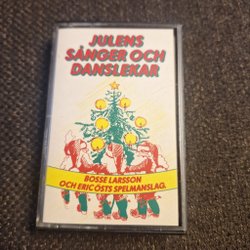 JULENS
SÅNGER OCH
DANSLEKAR
BOSSE LARSSON
OCH ERIC ÖSTS SPELMANSLAG.